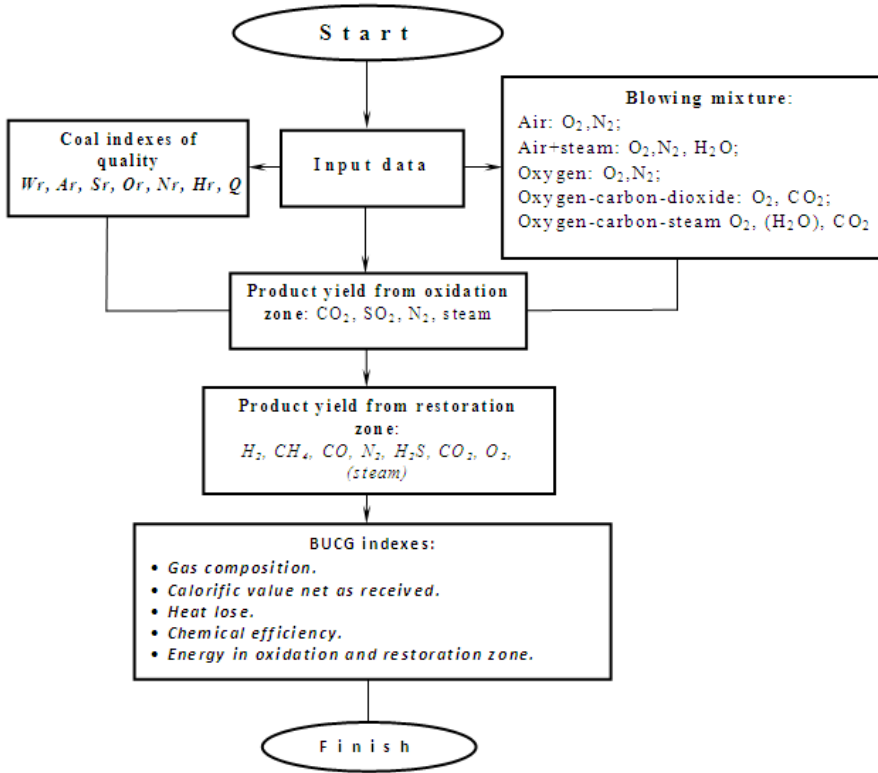 Start
Coal indexes of
quality
Wr, Ar, Sr, Or, Nr, Hr, Q
Input data
Blowing mixture:
Air: O₂,N₂;
Air+steam: O₂,N₂, H₂O;
Oxygen: O₂,N₂;
Oxygen-carbon-dioxide: O₂, CO₂;
Oxygen-carbon-steam O₂, (H₂O), CO₂
Product yield from oxidation
zone: CO₂, SO₂, N₂, steam
Product yield from restoration
zone:
H₂, CH₄, CO, N₂, H₂S, CO₂, O₂,
(steam)
BUCG indexes:
• Gas composition.
• Calorific value net as received.
• Heat lose.
• Chemical efficiency.
• Energy in oxidation and restoration zone.
Finish